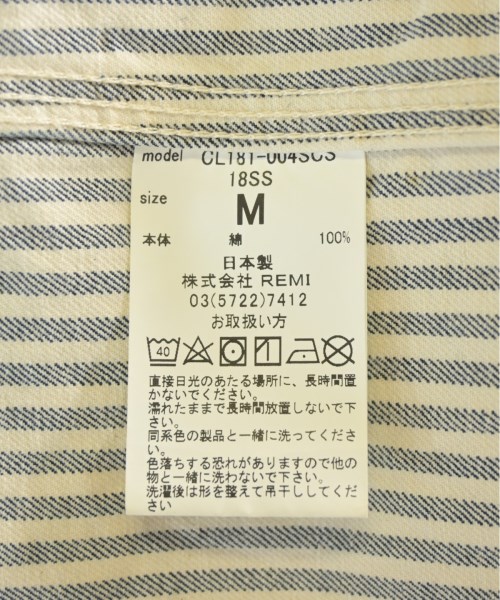 model CL181-004SCS
18SS
size M
本体 綿 100%
日本製
株式会社 REMI
03(5722)7412
お取扱い方
40
直接日光のあたる場所に、長時間置
かないでください。
濡れたままで長時間放置しないで下
さい。
同系色の製品と一緒に洗ってくださ
い。
色落ちする恐れがありますので他の
物と一緒に洗わないで下さい。
洗濯後は形を整えて吊干ししてくだ
さい